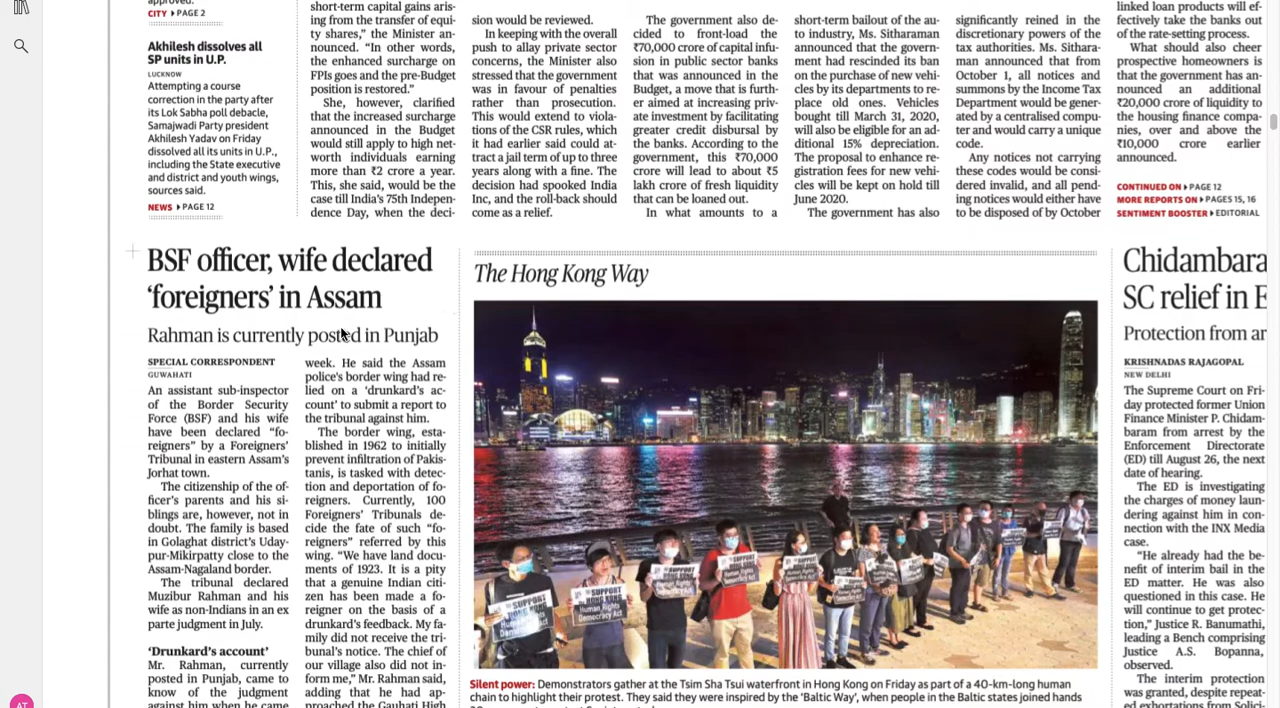 approved.
CITY ▸ PAGE 2
Akhilesh dissolves all
SP units in U.P.
LUCKNOW
Attempting a course
correction in the party after
its Lok Sabha poll debacle,
Samajwadi Party president
Akhilesh Yadav on Friday
dissolved all its units in U.P.,
including the State executive
and district and youth wings,
sources said.
NEWS ▸ PAGE 12
short-term capital gains aris-
ing from the transfer of equi-
ty shares,” the Minister an-
nounced. “In other words,
the enhanced surcharge on
FPIs goes and the pre-Budget
position is restored.”
She, however, clarified
that the increased surcharge
announced in the Budget
would still apply to high net-
worth individuals earning
more than ₹2 crore a year.
This, she said, would be the
case till India’s 75th Indepen-
dence Day, when the deci-
sion would be reviewed.
In keeping with the overall
push to allay private sector
concerns, the Minister also
stressed that the government
was in favour of penalties
rather than prosecution.
This would extend to viola-
tions of the CSR rules, which
it had earlier said could at-
tract a jail term of up to three
years along with a fine. The
decision had spooked India
Inc, and the roll-back should
come as a relief.
The government also de-
cided to front-load the
₹70,000 crore of capital infu-
sion in public sector banks
that was announced in the
Budget, a move that is furth-
er aimed at increasing priv-
ate investment by facilitating
greater credit disbursal by
the banks. According to the
government, this ₹70,000
crore will lead to about ₹5
lakh crore of fresh liquidity
that can be loaned out.
In what amounts to a
short-term bailout of the au-
to industry, Ms. Sitharaman
announced that the govern-
ment had rescinded its ban
on the purchase of new vehi-
cles by its departments to re-
place old ones. Vehicles
bought till March 31, 2020,
will also be eligible for an ad-
ditional 15% depreciation.
The proposal to enhance re-
gistration fees for new vehi-
cles will be kept on hold till
June 2020.
The government has also
significantly reined in the
discretionary powers of the
tax authorities. Ms. Sithara-
man announced that from
October 1, all notices and
summons by the Income Tax
Department would be gener-
ated by a centralised compu-
ter and would carry a unique
code.
Any notices not carrying
these codes would be consi-
dered invalid, and all pend-
ing notices would either have
to be disposed of by October
linked loan products will ef-
fectively take the banks out
of the rate-setting process.
What should also cheer
prospective homeowners is
that the government has an-
nounced an additional
₹20,000 crore of liquidity to
the housing finance compa-
nies, over and above the
₹10,000 crore earlier
announced.
CONTINUED ON ▸ PAGE 12
MORE REPORTS ON ▸ PAGES 15, 16
SENTIMENT BOOSTER ▸ EDITORIAL
BSF officer, wife declared
‘foreigners’ in Assam
Rahman is currently posted in Punjab
SPECIAL CORRESPONDENT
GUWAHATI
An assistant sub-inspector
of the Border Security
Force (BSF) and his wife
have been declared “fo-
reigners” by a Foreigners’
Tribunal in eastern Assam’s
Jorhat town.
The citizenship of the of-
ficer’s parents and his si-
blings are, however, not in
doubt. The family is based
in Golaghat district’s Uday-
pur-Mikirpatty close to the
Assam-Nagaland border.
The tribunal declared
Muzibur Rahman and his
wife as non-Indians in an ex
parte judgment in July.
‘Drunkard’s account’
Mr. Rahman, currently
posted in Punjab, came to
know of the judgment
against him when he came
week. He said the Assam
police’s border wing had re-
lied on a ‘drunkard’s ac-
count’ to submit a report to
the tribunal against him.
The border wing, esta-
blished in 1962 to initially
prevent infiltration of Pakis-
tanis, is tasked with detec-
tion and deportation of fo-
reigners. Currently, 100
Foreigners’ Tribunals de-
cide the fate of such “fo-
reigners” referred by this
wing. “We have land docu-
ments of 1923. It is a pity
that a genuine Indian citi-
zen has been made a fo-
reigner on the basis of a
drunkard’s feedback. My fa-
mily did not receive the tri-
bunal’s notice. The chief of
our village also did not in-
form me,” Mr. Rahman said,
adding that he had ap-
proached the Gauhati High
The Hong Kong Way
SUPPORT
HONG KONG
Human Rights
Democracy Act
SUPPORT
HONG KONG
Human Rights
Democracy Act
Silent power: Demonstrators gather at the Tsim Sha Tsui waterfront in Hong Kong on Friday as part of a 40-km-long human
chain to highlight their protest. They said they were inspired by the ‘Baltic Way’, when people in the Baltic states joined hands
Chidambara
SC relief in E
Protection from ar
KRISHNADAS RAJAGOPAL
NEW DELHI
The Supreme Court on Fri-
day protected former Union
Finance Minister P. Chidam-
baram from arrest by the
Enforcement Directorate
(ED) till August 26, the next
date of hearing.
The ED is investigating
the charges of money laun-
dering against him in con-
nection with the INX Media
case.
“He already had the be-
nefit of interim bail in the
ED matter. He was also
questioned in this case. He
will continue to get protec-
tion,” Justice R. Banumathi,
leading a Bench comprising
Justice A.S. Bopanna,
observed.
The interim protection
was granted, despite repeat-
ed exhortations from Solici-
AT